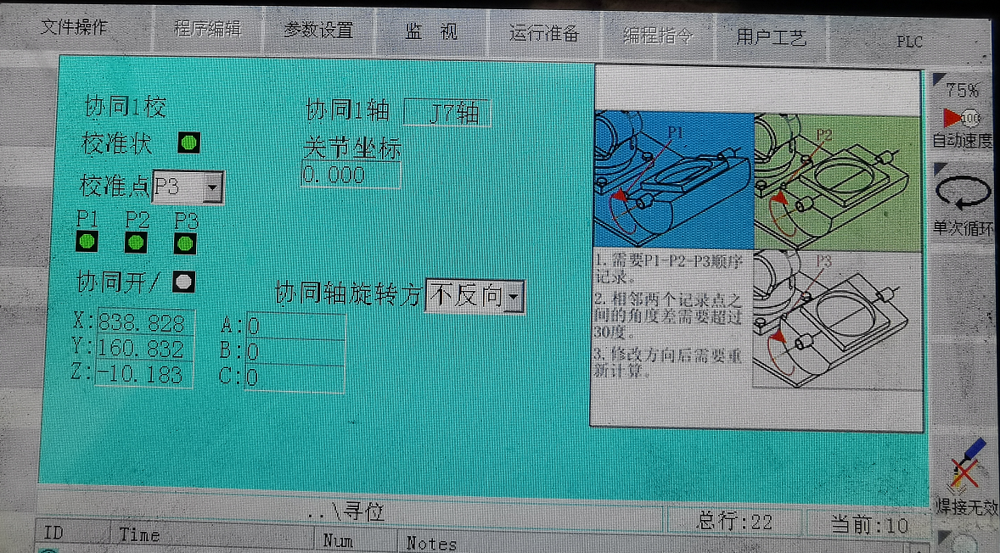 文件操作 程序编辑 参数设置 监 视 运行准备 编程指令 用户工艺 PLC
协同1校
协同1轴 J7轴
校准状
关节坐标
0.000
校准点 P3
P1 P2 P3
协同开/
协同轴旋转方 不反向
X: 838.828 A: 0
Y: 160.832 B: 0
Z: -10.183 C: 0
P1
P2
P3
1. 需要P1-P2-P3顺序
记录。
2. 相邻两个记录点之
间的角度差需要超过
30度。
3. 修改方向后需要重
新计算。
75%
100
自动速度
单次循环
焊接无效
..\寻位 总行:22 当前:10
ID Time Num Notes